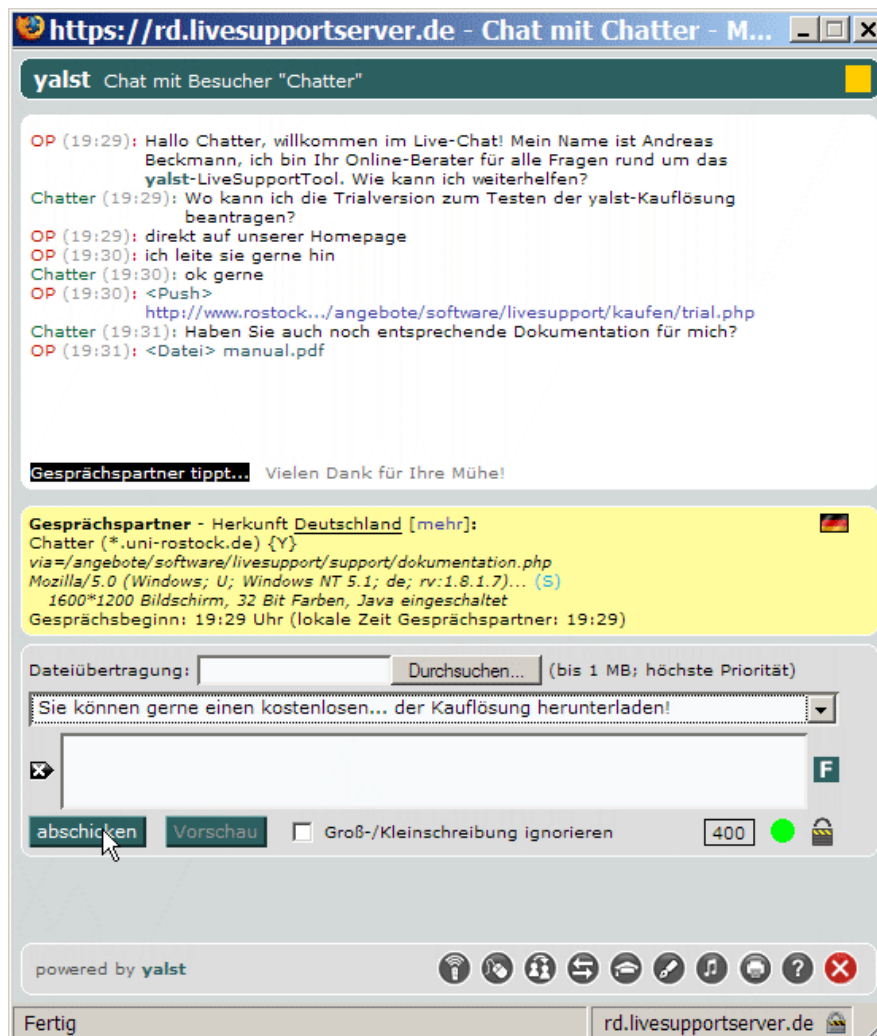 https://rd.livesupportserver.de - Chat mit Chatter - M...
yalst Chat mit Besucher "Chatter"
OP (19:29): Hallo Chatter, willkommen im Live-Chat! Mein Name ist Andreas
Beckmann, ich bin Ihr Online-Berater für alle Fragen rund um das
yalst-LiveSupportTool. Wie kann ich weiterhelfen?
Chatter (19:29): Wo kann ich die Trialversion zum Testen der yalst-Kauflösung
beantragen?
OP (19:29): direkt auf unserer Homepage
OP (19:30): ich leite sie gerne hin
Chatter (19:30): ok gerne
OP (19:30): <Push>
http://www.rostock.../angebote/software/livesupport/kaufen/trial.php
Chatter (19:31): Haben Sie auch noch entsprechende Dokumentation für mich?
OP (19:31): <Datei> manual.pdf
Gesprächspartner tippt... Vielen Dank für Ihre Mühe!
Gesprächspartner - Herkunft Deutschland [mehr]:
Chatter (*.uni-rostock.de) {Y}
via=/angebote/software/livesupport/support/dokumentation.php
Mozilla/5.0 (Windows; U; Windows NT 5.1; de; rv:1.8.1.7)... (S)
1600*1200 Bildschirm, 32 Bit Farben, Java eingeschaltet
Gesprächsbeginn: 19:29 Uhr (lokale Zeit Gesprächspartner: 19:29)
Dateiübertragung: Durchsuchen... (bis 1 MB; höchste Priorität)
Sie können gerne einen kostenlosen... der Kauflösung herunterladen!
F
abschicken Vorschau Groß-/Kleinschreibung ignorieren 400
powered by yalst
Fertig rd.livesupportserver.de